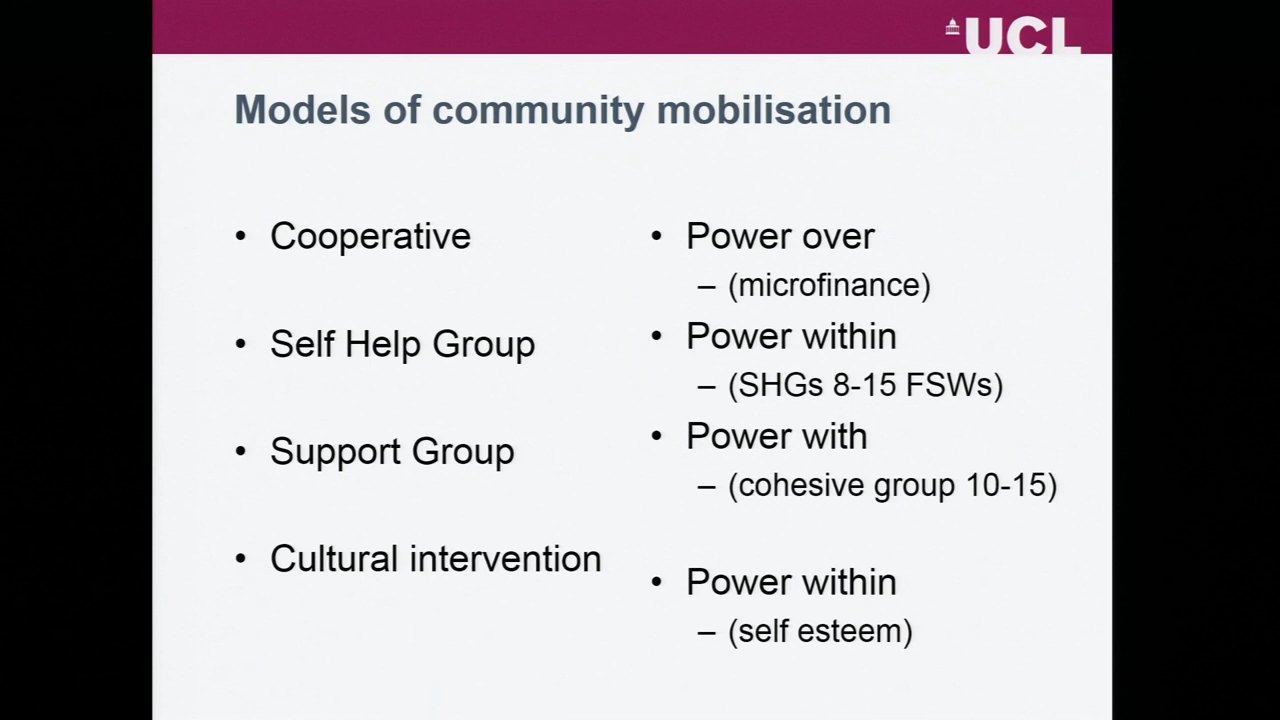 UCL
Models of community mobilisation
• Cooperative
• Self Help Group
• Support Group
• Cultural intervention
• Power over
– (microfinance)
• Power within
– (SHGs 8-15 FSWs)
• Power with
– (cohesive group 10-15)
• Power within
– (self esteem)